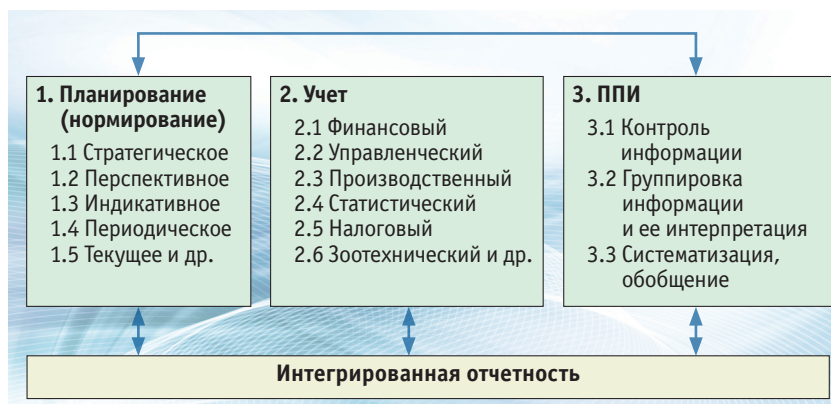 1. Планирование
(нормирование)
1.1 Стратегическое
1.2 Перспективное
1.3 Индикативное
1.4 Периодическое
1.5 Текущее и др.
2. Учет
2.1 Финансовый
2.2 Управленческий
2.3 Производственный
2.4 Статистический
2.5 Налоговый
2.6 Зоотехнический и др.
3. ППИ
3.1 Контроль
информации
3.2 Группировка
информации
и ее интерпретация
3.3 Систематизация,
обобщение
Интегрированная отчетность